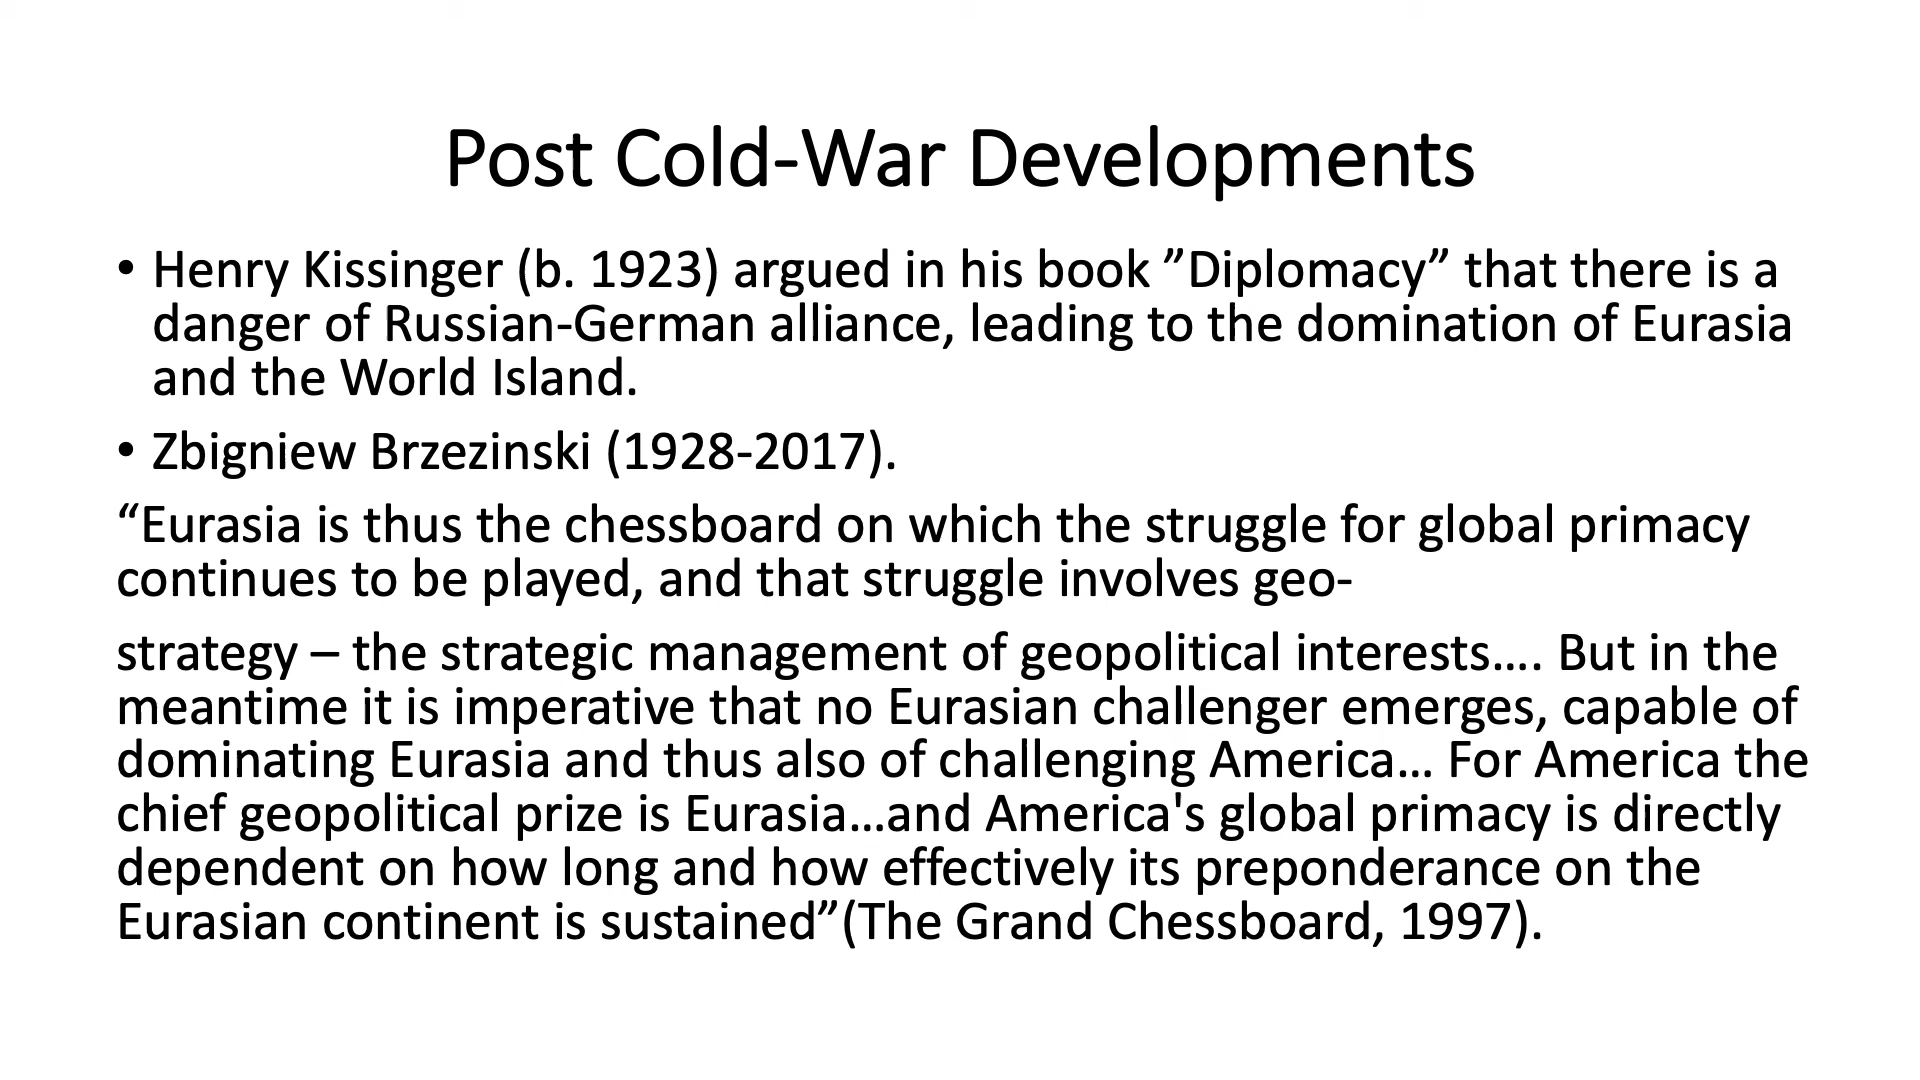 Post Cold-War Developments
• Henry Kissinger (b. 1923) argued in his book ”Diplomacy” that there is a
danger of Russian-German alliance, leading to the domination of Eurasia
and the World Island.
• Zbigniew Brzezinski (1928-2017).
“Eurasia is thus the chessboard on which the struggle for global primacy
continues to be played, and that struggle involves geo-
strategy – the strategic management of geopolitical interests…. But in the
meantime it is imperative that no Eurasian challenger emerges, capable of
dominating Eurasia and thus also of challenging America… For America the
chief geopolitical prize is Eurasia…and America's global primacy is directly
dependent on how long and how effectively its preponderance on the
Eurasian continent is sustained”(The Grand Chessboard, 1997).